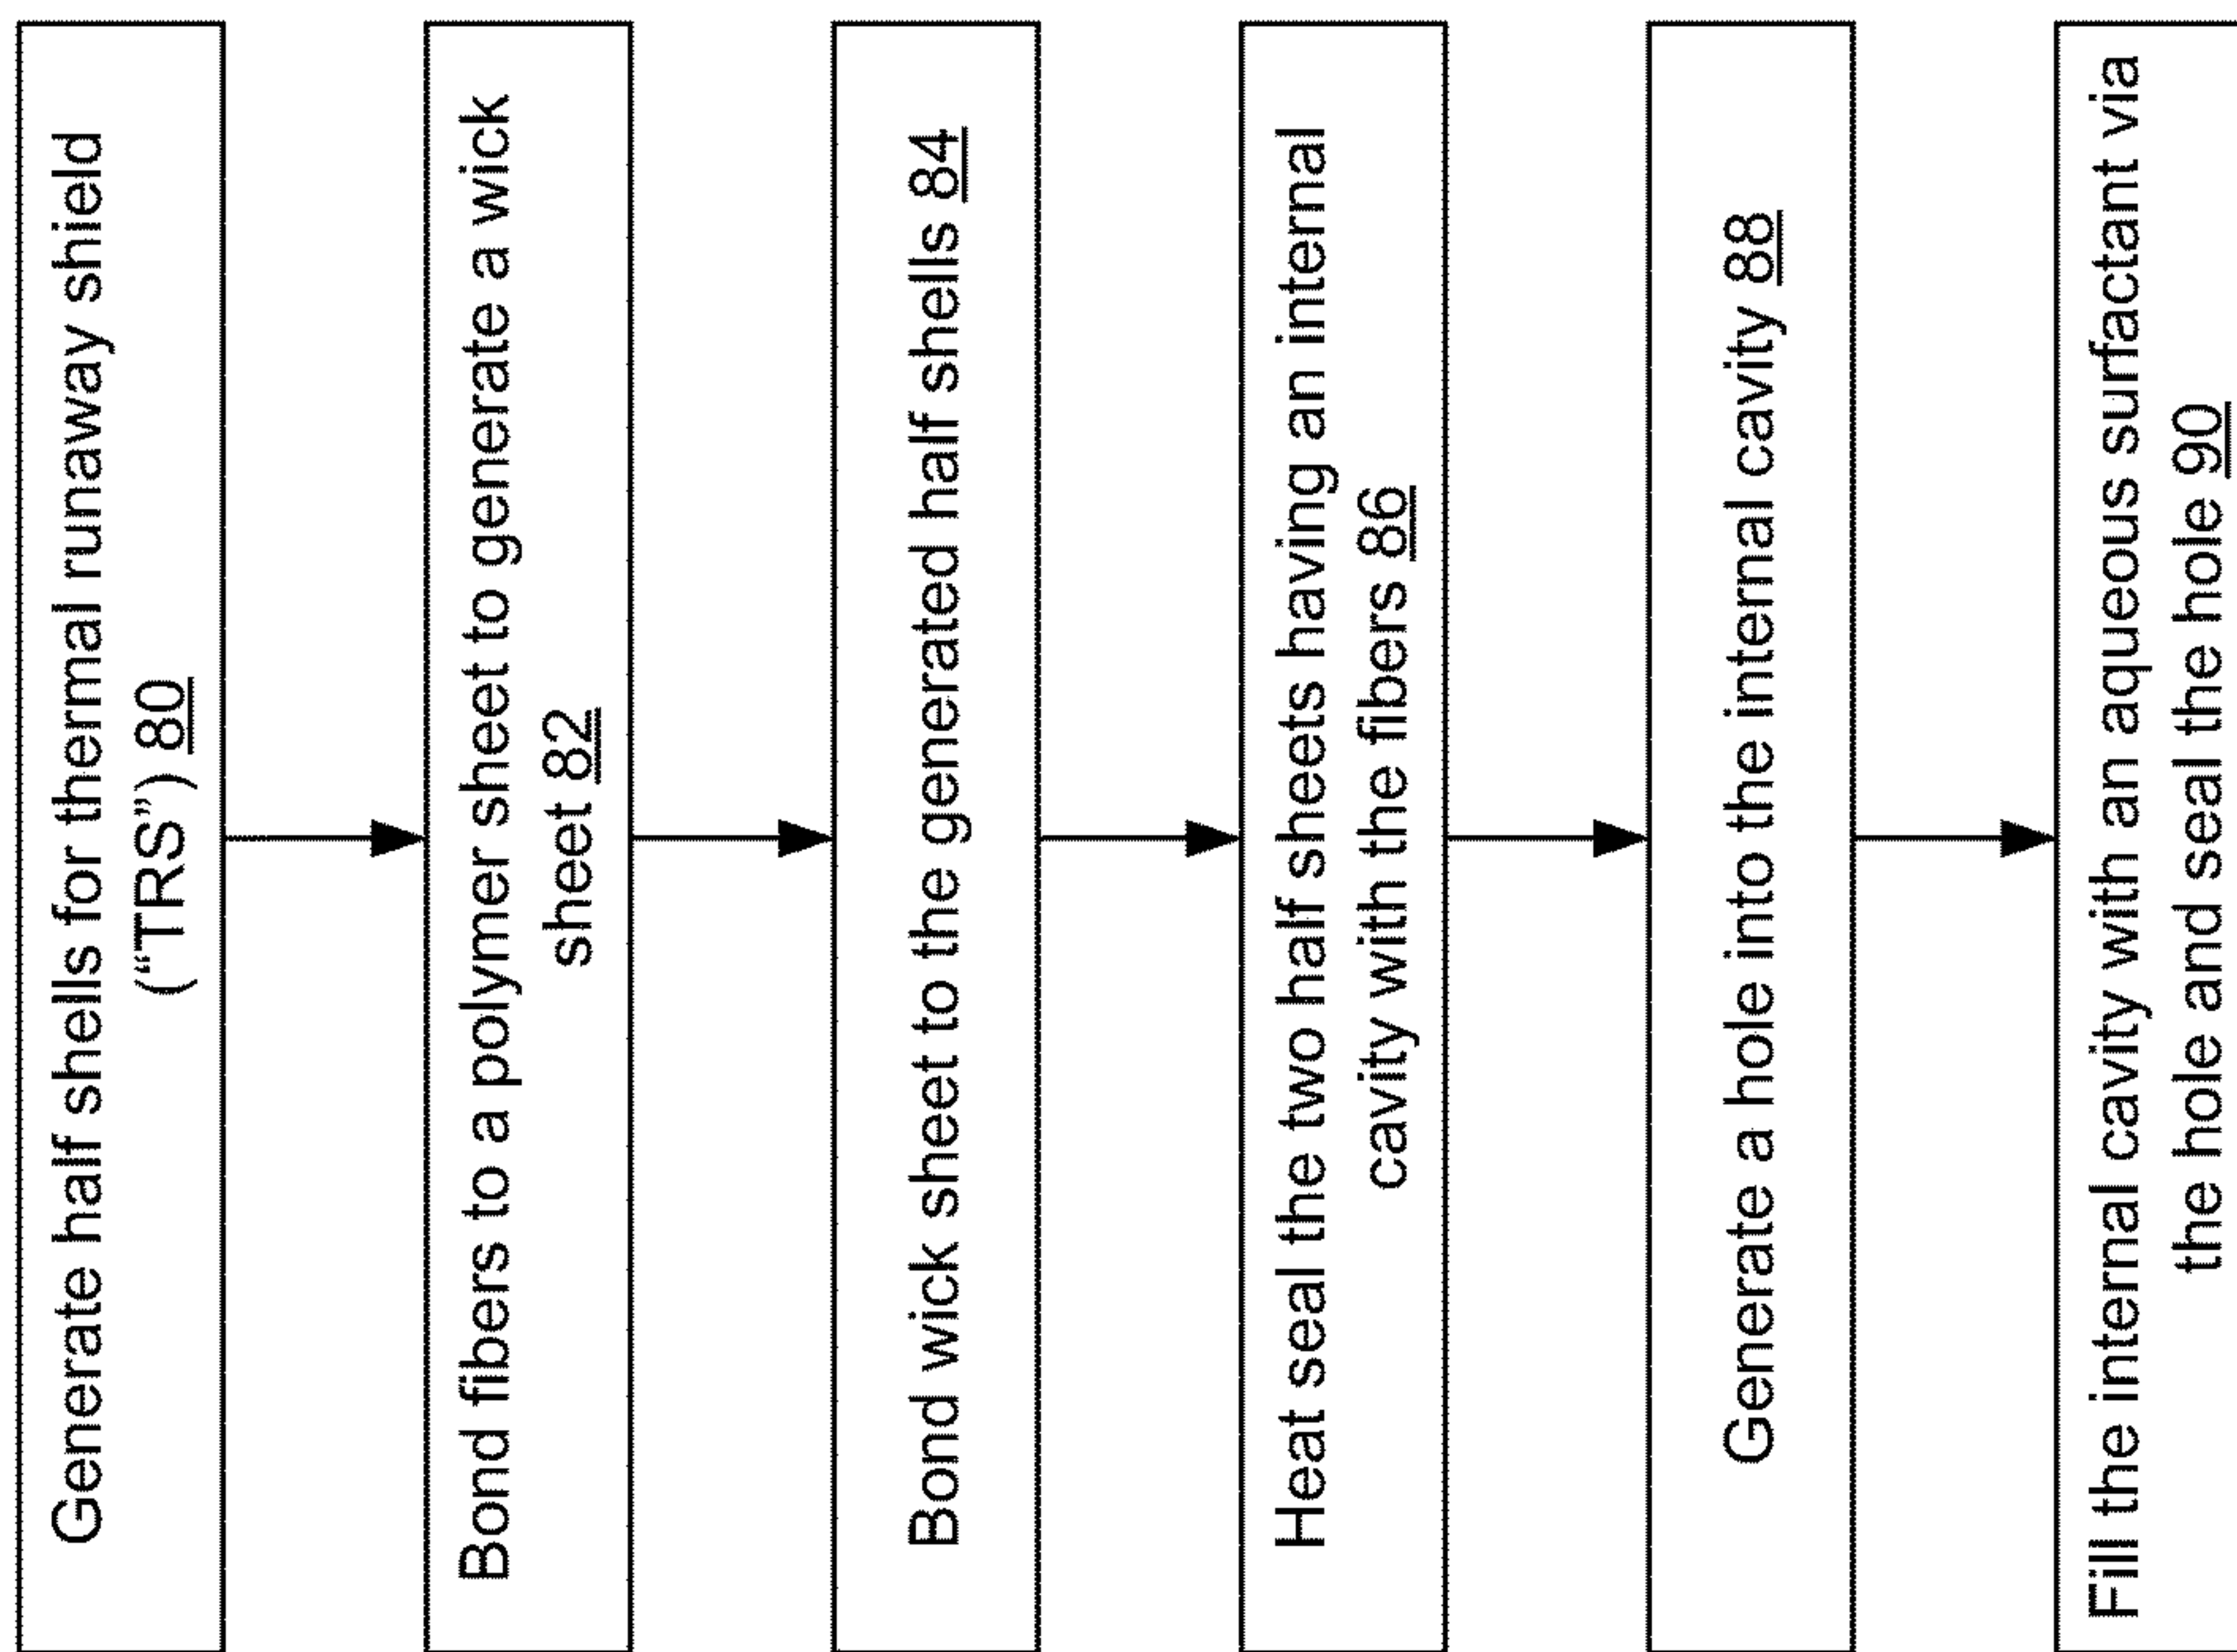 Generate half shells for thermal runaway shield
(“TRS”) 80
Bond fibers to a polymer sheet to generate a wick
sheet 82
Bond wick sheet to the generated half shells 84
Heat seal the two half sheets having an internal
cavity with the fibers 86
Generate a hole into the internal cavity 88
Fill the internal cavity with an aqueous surfactant via
the hole and seal the hole 90